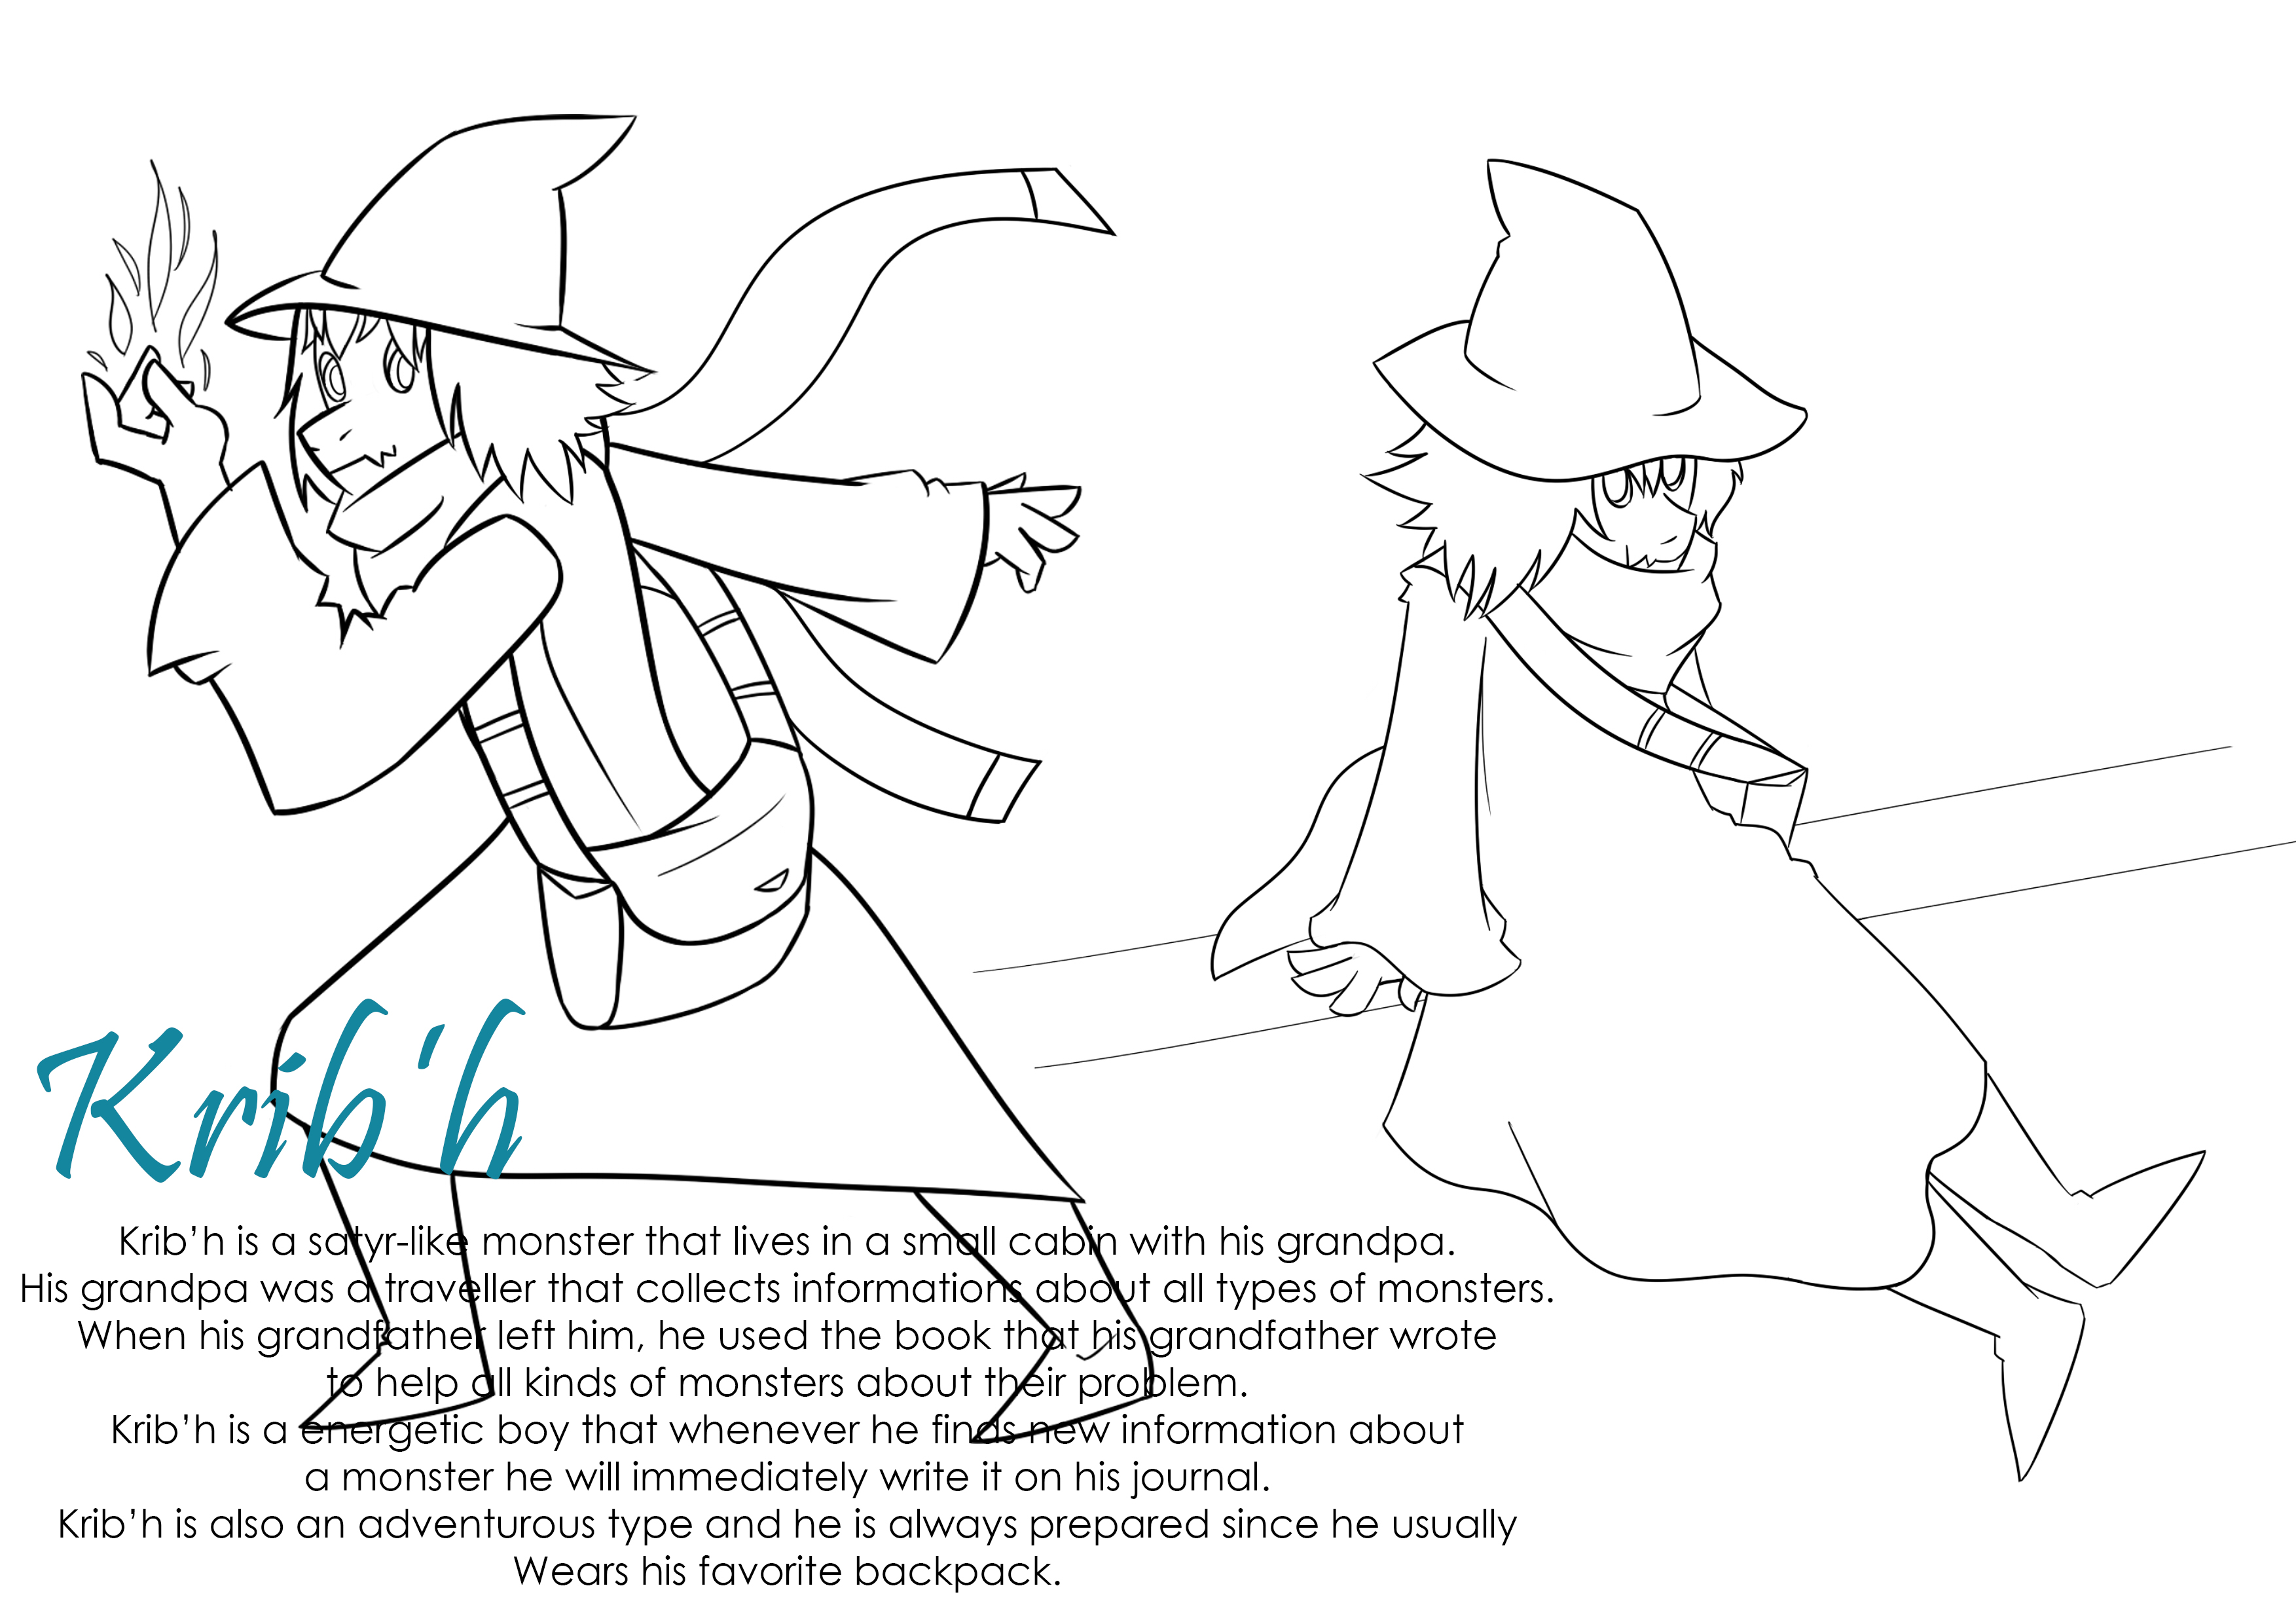 Krib'h
Krib’h is a satyr-like monster that lives in a small cabin with his grandpa.
His grandpa was a traveller that collects informations about all types of monsters.
When his grandfather left him, he used the book that his grandfather wrote
to help all kinds of monsters about their problem.
Krib’h is a energetic boy that whenever he finds new information about
a monster he will immediately write it on his journal.
Krib’h is also an adventurous type and he is always prepared since he usually
Wears his favorite backpack.